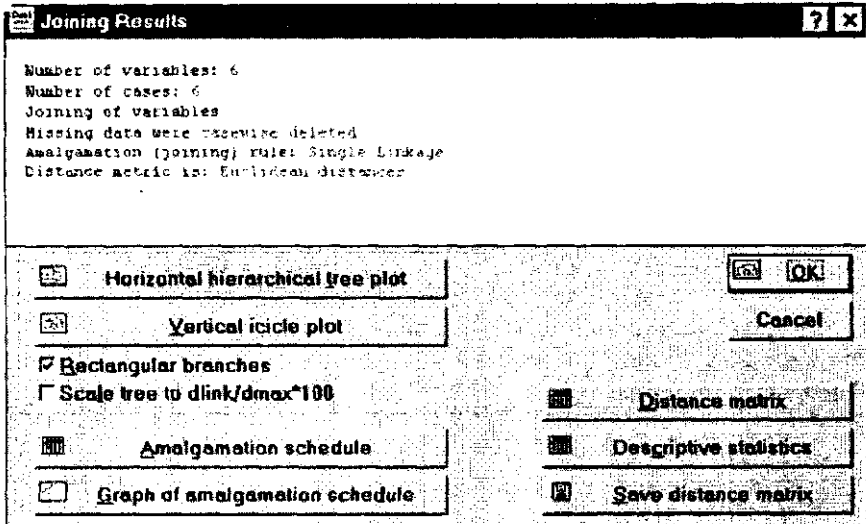 Joining Results
Number of variables: 6
Number of cases: 6
Joining of variables
Missing data were casewise deleted
Amalgamation (joining) rule: Single Linkage
Distance metric is: Euclidean distances
Horizontal hierarchical tree plot
OK
Vertical icicle plot
Cancel
Rectangular branches
Scale tree to dlink/dmax*100
Distance matrix
Amalgamation schedule
Descriptive statistics
Graph of amalgamation schedule
Save distance matrix